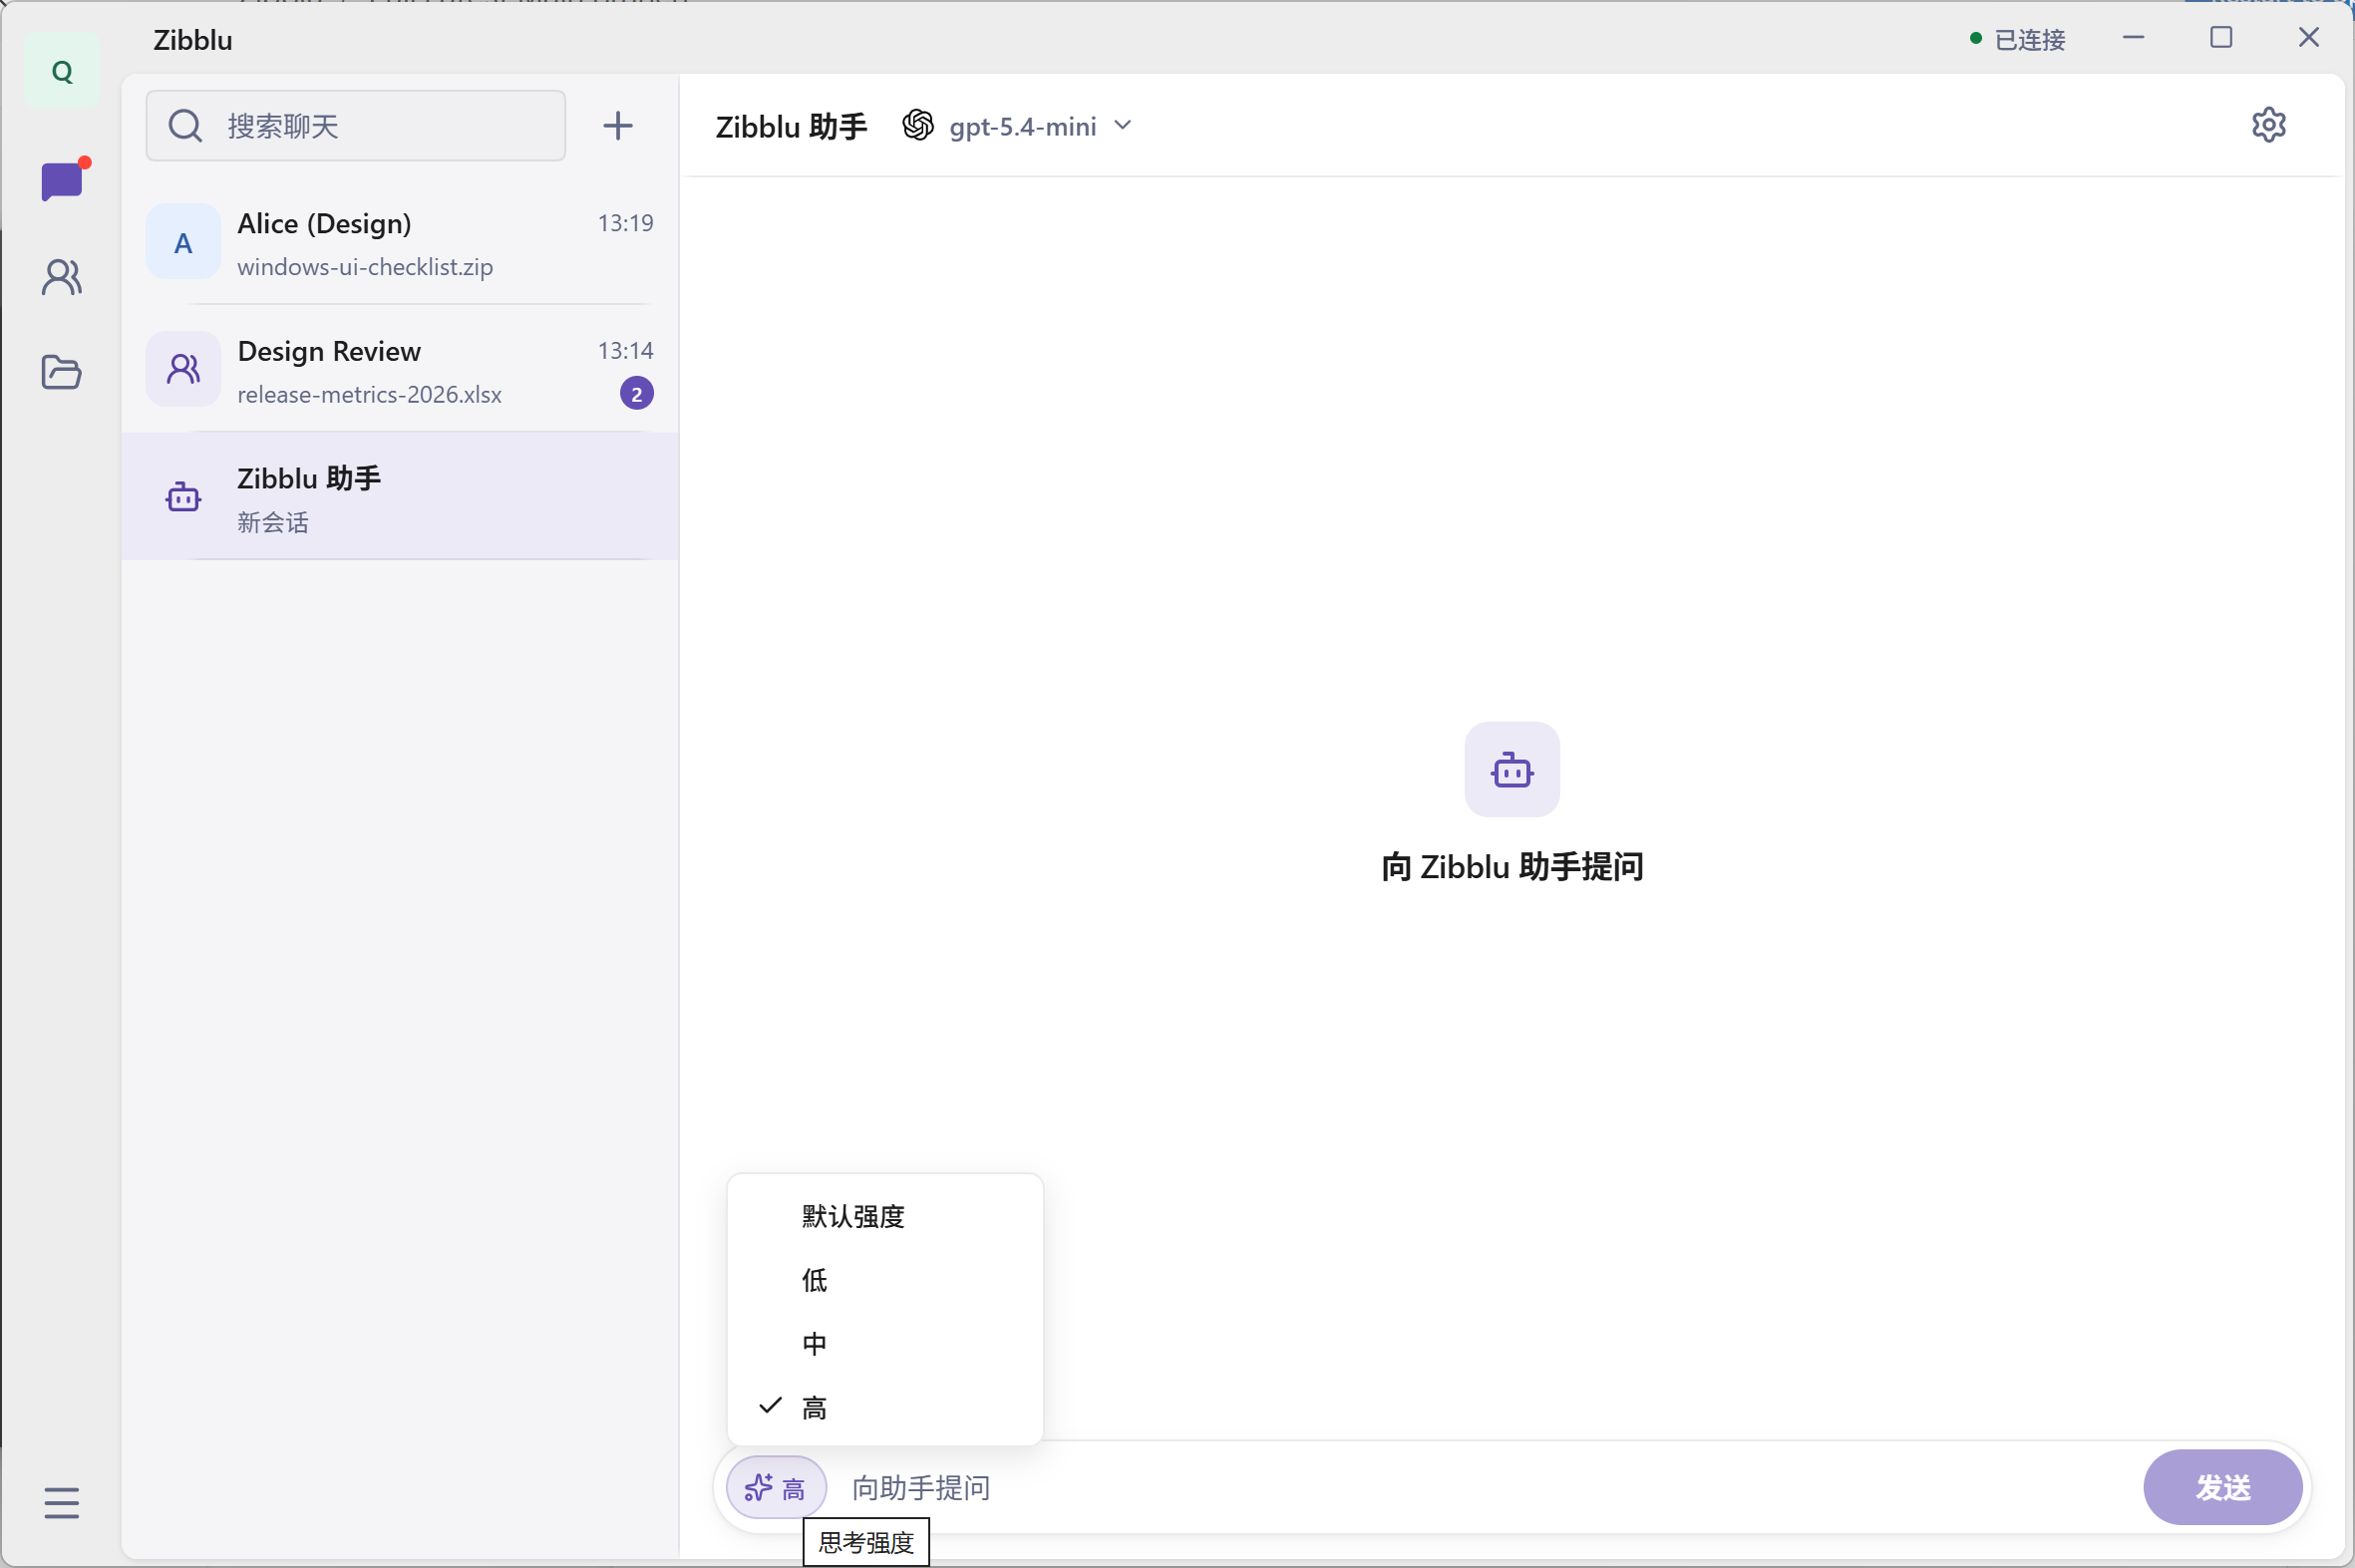 Zibblu
已连接
Q
搜索聊天
Zibblu 助手
gpt-5.4-mini
A
Alice (Design)
13:19
windows-ui-checklist.zip
Design Review
13:14
release-metrics-2026.xlsx
2
Zibblu 助手
新会话
向 Zibblu 助手提问
默认强度
低
中
高
高
向助手提问
发送
思考强度